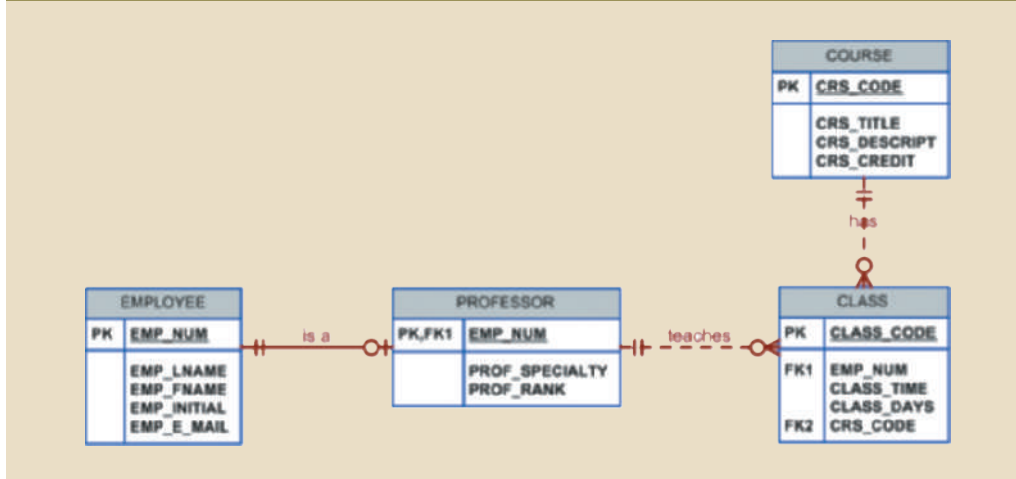 COURSE
PK CRS_CODE
CRS_TITLE
CRS_DESCRIPT
CRS_CREDIT
has
EMPLOYEE
PK EMP_NUM
EMP_LNAME
EMP_FNAME
EMP_INITIAL
EMP_E_MAIL
is a
PROFESSOR
PK,FK1 EMP_NUM
PROF_SPECIALTY
PROF_RANK
teaches
CLASS
PK CLASS_CODE
FK1 EMP_NUM
CLASS_TIME
CLASS_DAYS
FK2 CRS_CODE